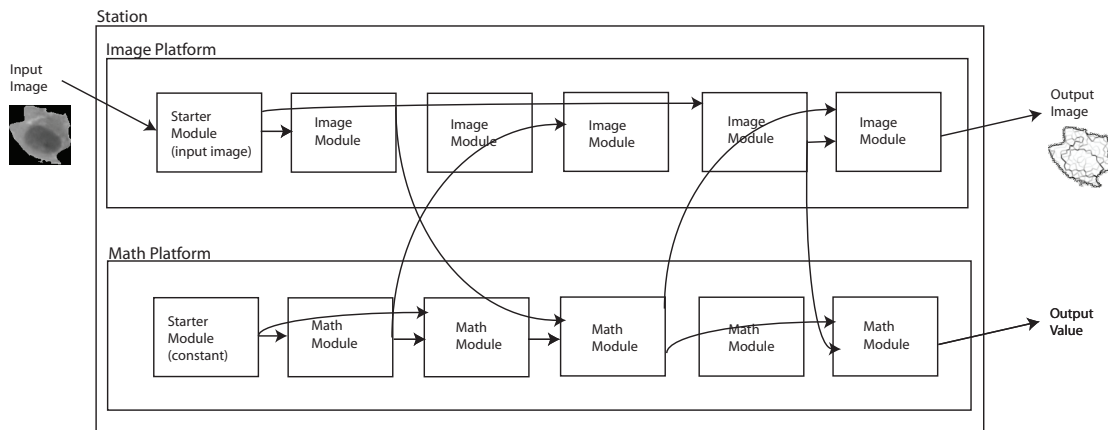 Station
Image Platform
Input
Image
Starter
Module
(input image)
Image
Module
Image
Module
Image
Module
Image
Module
Image
Module
Output
Image
Math Platform
Starter
Module
(constant)
Math
Module
Math
Module
Math
Module
Math
Module
Math
Module
Output
Value